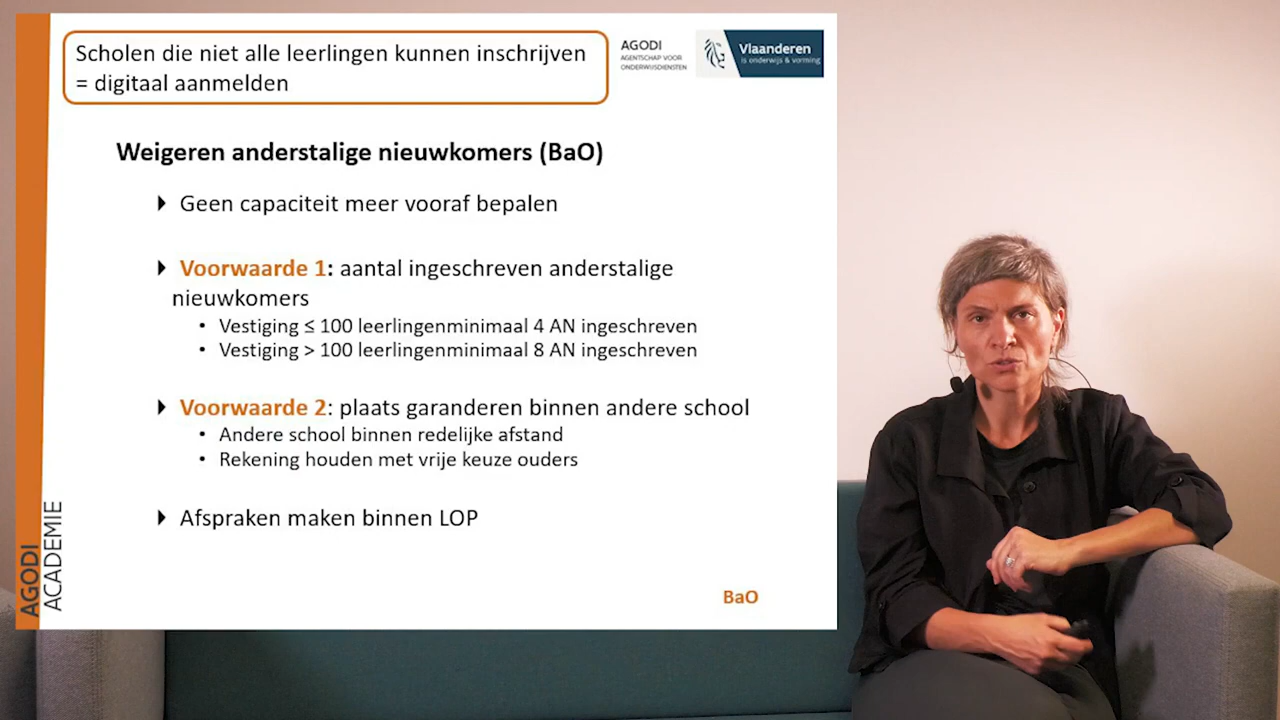 Scholen die niet alle leerlingen kunnen inschrijven
= digitaal aanmelden
AGODI
AGENTSCHAP VOOR
ONDERWIJSDIENSTEN
Vlaanderen
is onderwijs & vorming
Weigeren anderstalige nieuwkomers (BaO)
Geen capaciteit meer vooraf bepalen
Voorwaarde 1: aantal ingeschreven anderstalige
nieuwkomers
• Vestiging ≤ 100 leerlingenminimaal 4 AN ingeschreven
• Vestiging > 100 leerlingenminimaal 8 AN ingeschreven
Voorwaarde 2: plaats garanderen binnen andere school
• Andere school binnen redelijke afstand
• Rekening houden met vrije keuze ouders
Afspraken maken binnen LOP
BaO
AGODI
ACADEMIE